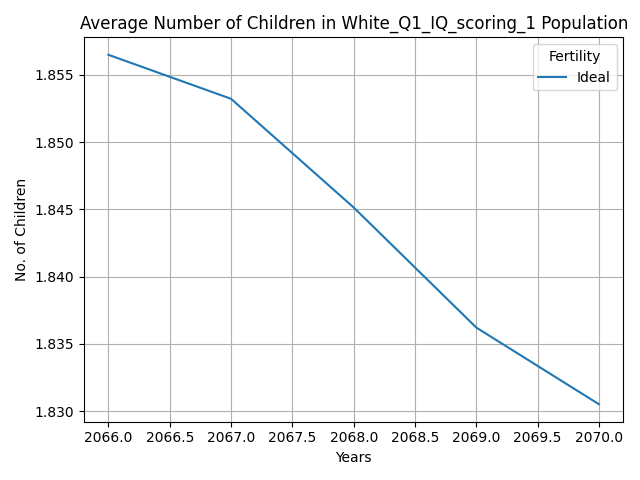 Average Number of Children in White_Q1_IQ_scoring_1 Population
Fertility
Ideal
1.855
1.850
1.845
1.840
1.835
1.830
No. of Children
2066.0 2066.5 2067.0 2067.5 2068.0 2068.5 2069.0 2069.5 2070.0
Years